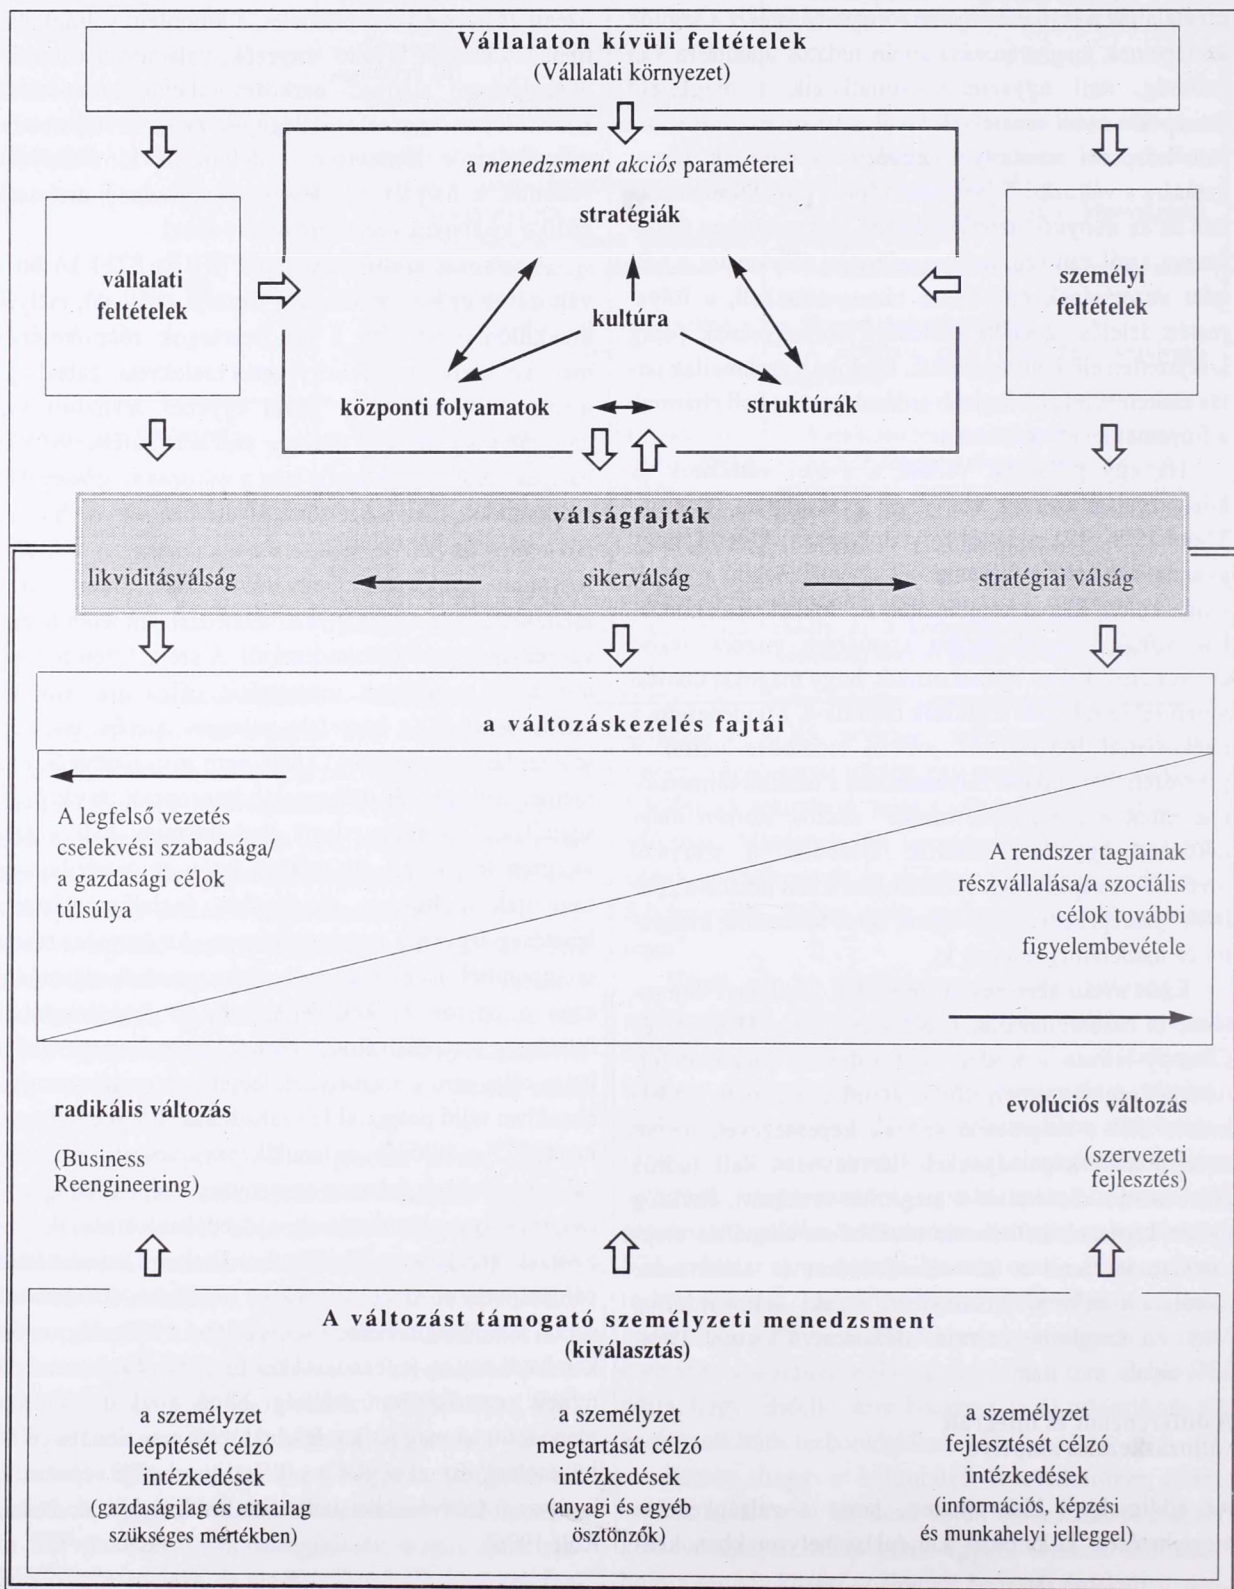 Vállalaton kívüli feltételek
(Vállalati környezet)
a menedzsment akciós paraméterei
stratégiák
vállalati
feltételek
személyi
feltételek
kultúra
központi folyamatok
struktúrák
válságfajták
likviditásválság
sikerválság
stratégiai válság
a változáskezelés fajtái
A legfelső vezetés
cselekvési szabadsága/
a gazdasági célok
túlsúlya
A rendszer tagjainak
részvállalása/a szociális
célok további
figyelembevétele
radikális változás
(Business
Reengineering)
evolúciós változás
(szervezeti
fejlesztés)
A változást támogató személyzeti menedzsment
(kiválasztás)
a személyzet
leépítését célzó
intézkedések
(gazdaságilag és etikailag
szükséges mértékben)
a személyzet
megtartását célzó
intézkedések
(anyagi és egyéb
ösztönzők)
a személyzet
fejlesztését célzó
intézkedések
(információs, képzési
és munkahelyi jelleggel)